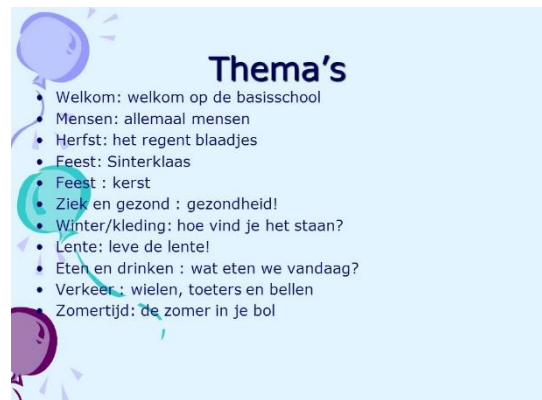 Thema's
• Welkom: welkom op de basisschool
• Mensen: allemaal mensen
• Herfst: het regent blaadjes
• Feest: Sinterklaas
• Feest : kerst
• Ziek en gezond : gezondheid!
• Winter/kleding: hoe vind je het staan?
• Lente: leve de lente!
• Eten en drinken : wat eten we vandaag?
• Verkeer : wielen, toeters en bellen
• Zomertijd: de zomer in je bol